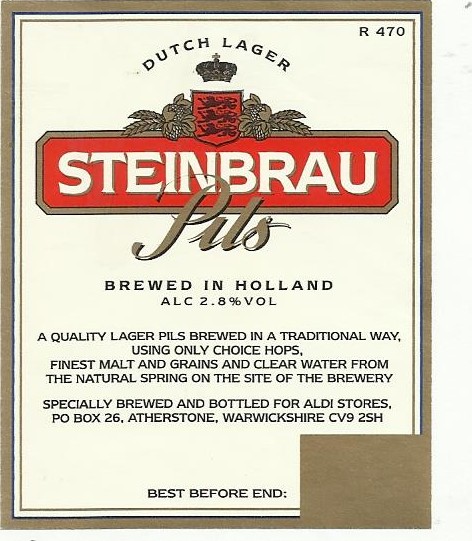 R 470
DUTCH LAGER
STEINBRAU
Pils
BREWED IN HOLLAND
ALC 2.8%VOL
A QUALITY LAGER PILS BREWED IN A TRADITIONAL WAY,
USING ONLY CHOICE HOPS,
FINEST MALT AND GRAINS AND CLEAR WATER FROM
THE NATURAL SPRING ON THE SITE OF THE BREWERY
SPECIALLY BREWED AND BOTTLED FOR ALDI STORES,
PO BOX 26, ATHERSTONE, WARWICKSHIRE CV9 2SH
BEST BEFORE END: